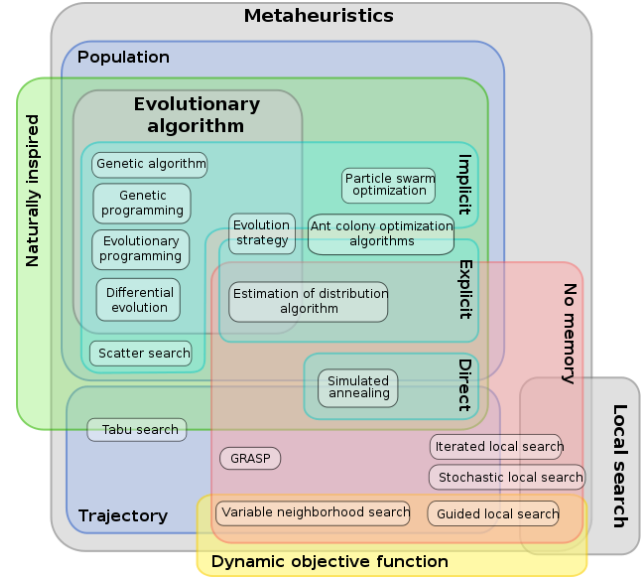 Metaheuristics
Population
Evolutionary
algorithm
Naturally inspired
Genetic algorithm
Implicit
Particle swarm
optimization
Genetic
programming
Evolution
strategy
Ant colony optimization
algorithms
Evolutionary
programming
Explicit
Differential
evolution
Estimation of distribution
algorithm
No memory
Scatter search
Direct
Simulated
annealing
Local search
Tabu search
GRASP
Iterated local search
Stochastic local search
Trajectory
Variable neighborhood search
Guided local search
Dynamic objective function